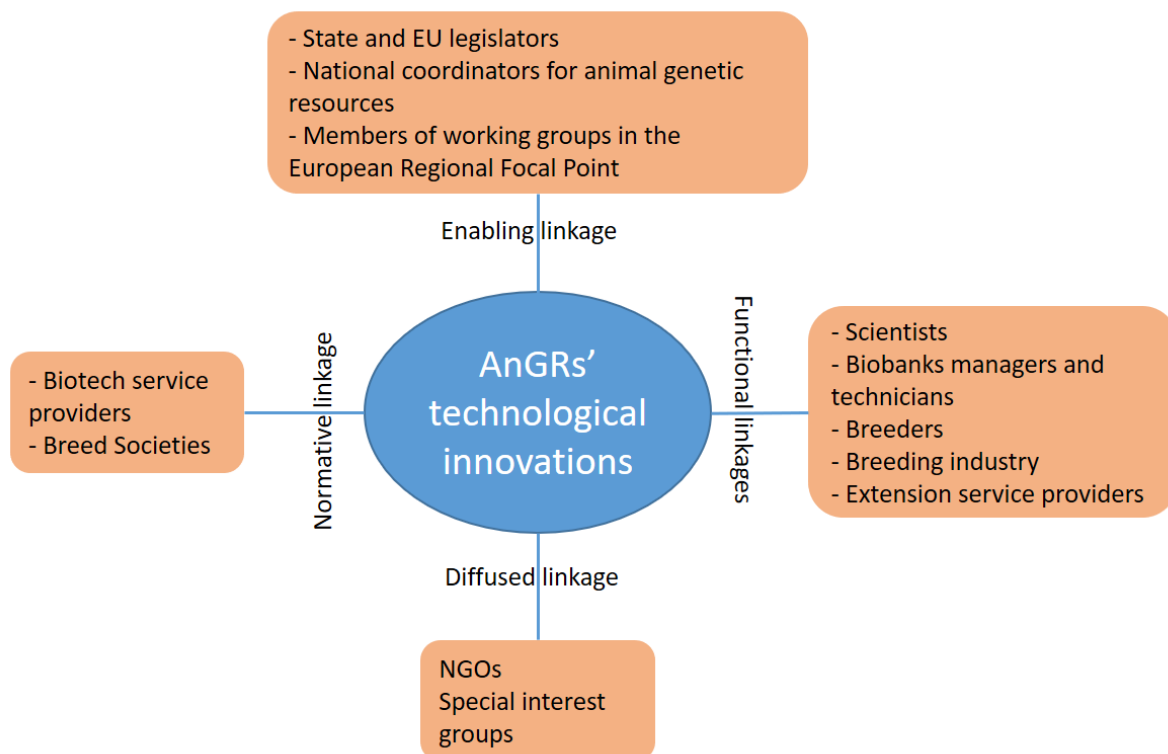 - State and EU legislators
- National coordinators for animal genetic
resources
- Members of working groups in the
European Regional Focal Point
Enabling linkage
- Biotech service
providers
- Breed Societies
Normative linkage
AnGRs’
technological
innovations
Functional linkages
- Scientists
- Biobanks managers and
technicians
- Breeders
- Breeding industry
- Extension service providers
Diffused linkage
NGOs
Special interest
groups